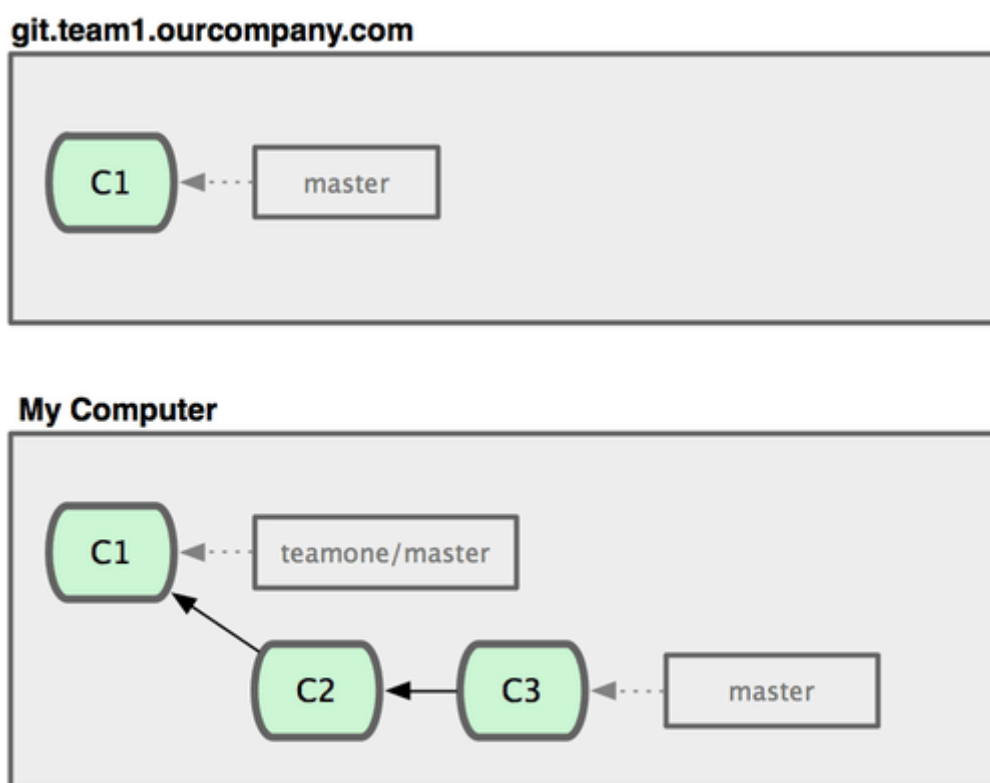 git.team1.ourcompany.com
C1
master
My Computer
C1
teamone/master
C2
C3
master